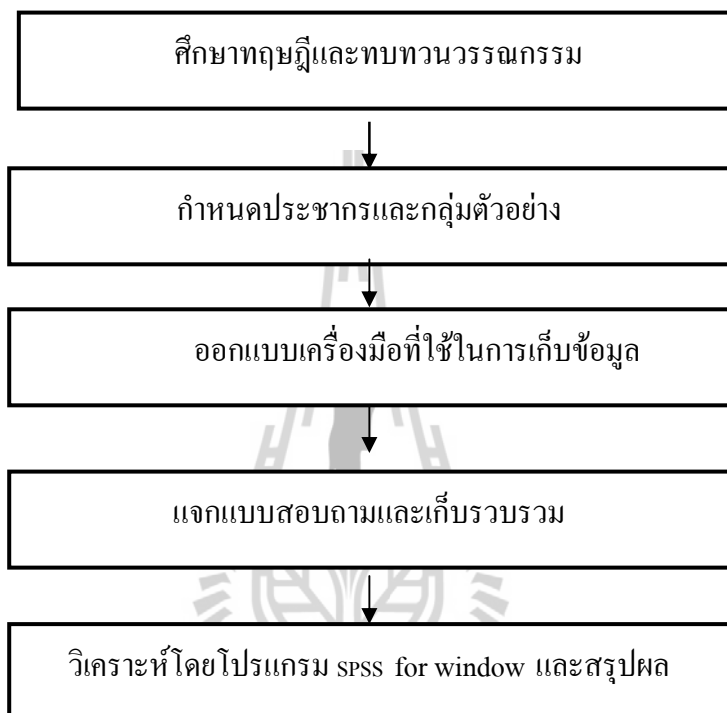 ศึกษาทฤษฎีและทบทวนวรรณกรรม
กำหนดประชากรและกลุ่มตัวอย่าง
ออกแบบเครื่องมือที่ใช้ในการเก็บข้อมูล
แจกแบบสอบถามและเก็บรวบรวม
วิเคราะห์โดยโปรแกรม SPSS for window และสรุปผล